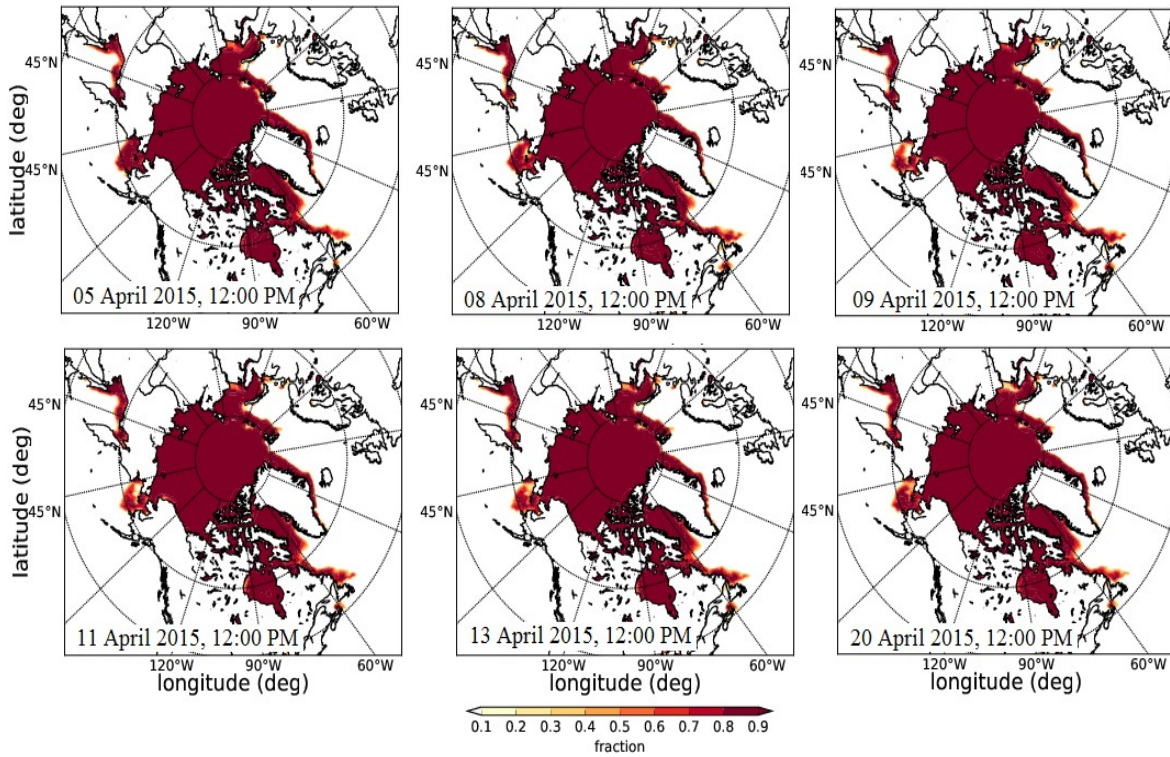 latitude (deg)
45°N
45°N
05 April 2015, 12:00 PM
120°W 90°W 60°W
45°N
45°N
08 April 2015, 12:00 PM
120°W 90°W 60°W
45°N
45°N
09 April 2015, 12:00 PM
120°W 90°W 60°W
latitude (deg)
45°N
45°N
11 April 2015, 12:00 PM
120°W 90°W 60°W
longitude (deg)
45°N
45°N
13 April 2015, 12:00 PM
120°W 90°W 60°W
longitude (deg)
45°N
45°N
20 April 2015, 12:00 PM
120°W 90°W 60°W
longitude (deg)
0.1 0.2 0.3 0.4 0.5 0.6 0.7 0.8 0.9
fraction